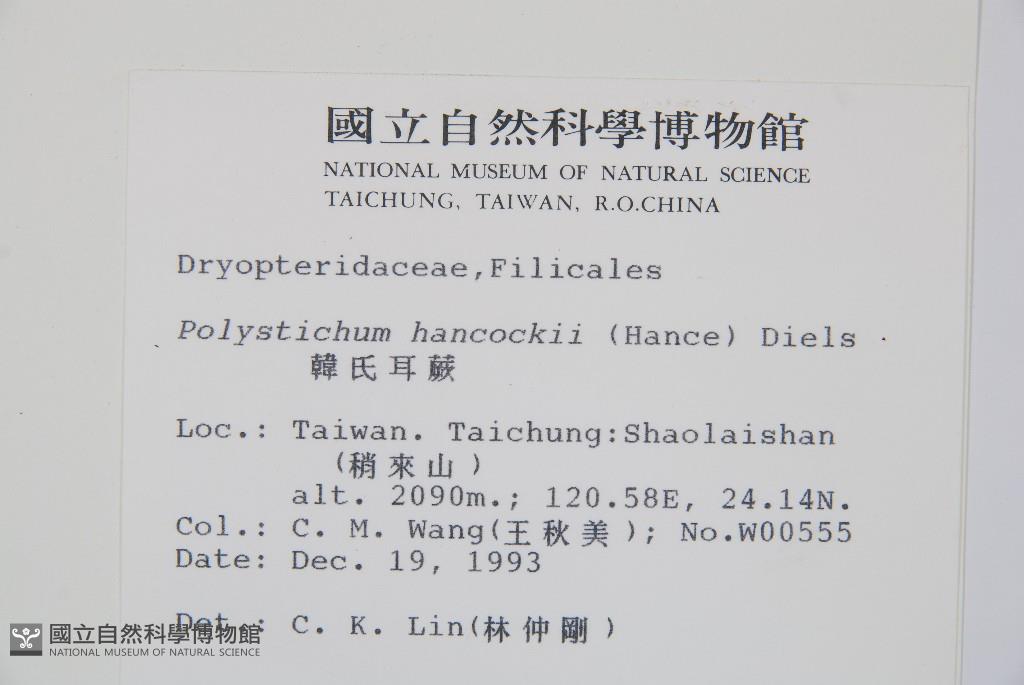 國立自然科學博物館
NATIONAL MUSEUM OF NATURAL SCIENCE
TAICHUNG, TAIWAN, R.O.CHINA
Dryopteridaceae,Filicales
Polystichum hancockii (Hance) Diels
韓氏耳蕨
Loc.: Taiwan. Taichung:Shaolaishan
(稍來山)
alt. 2090m.; 120.58E, 24.14N.
Col.: C. M. Wang(王秋美); No.W00555
Date: Dec. 19, 1993
Det.: C. K. Lin(林仲剛)
國立自然科學博物館
NATIONAL MUSEUM OF NATURAL SCIENCE